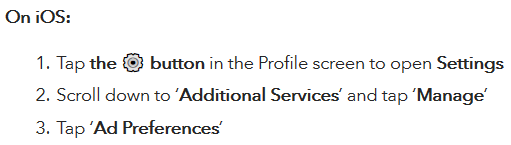 On iOS:
1. Tap the button in the Profile screen to open Settings
2. Scroll down to ‘Additional Services’ and tap ‘Manage’
3. Tap ‘Ad Preferences’